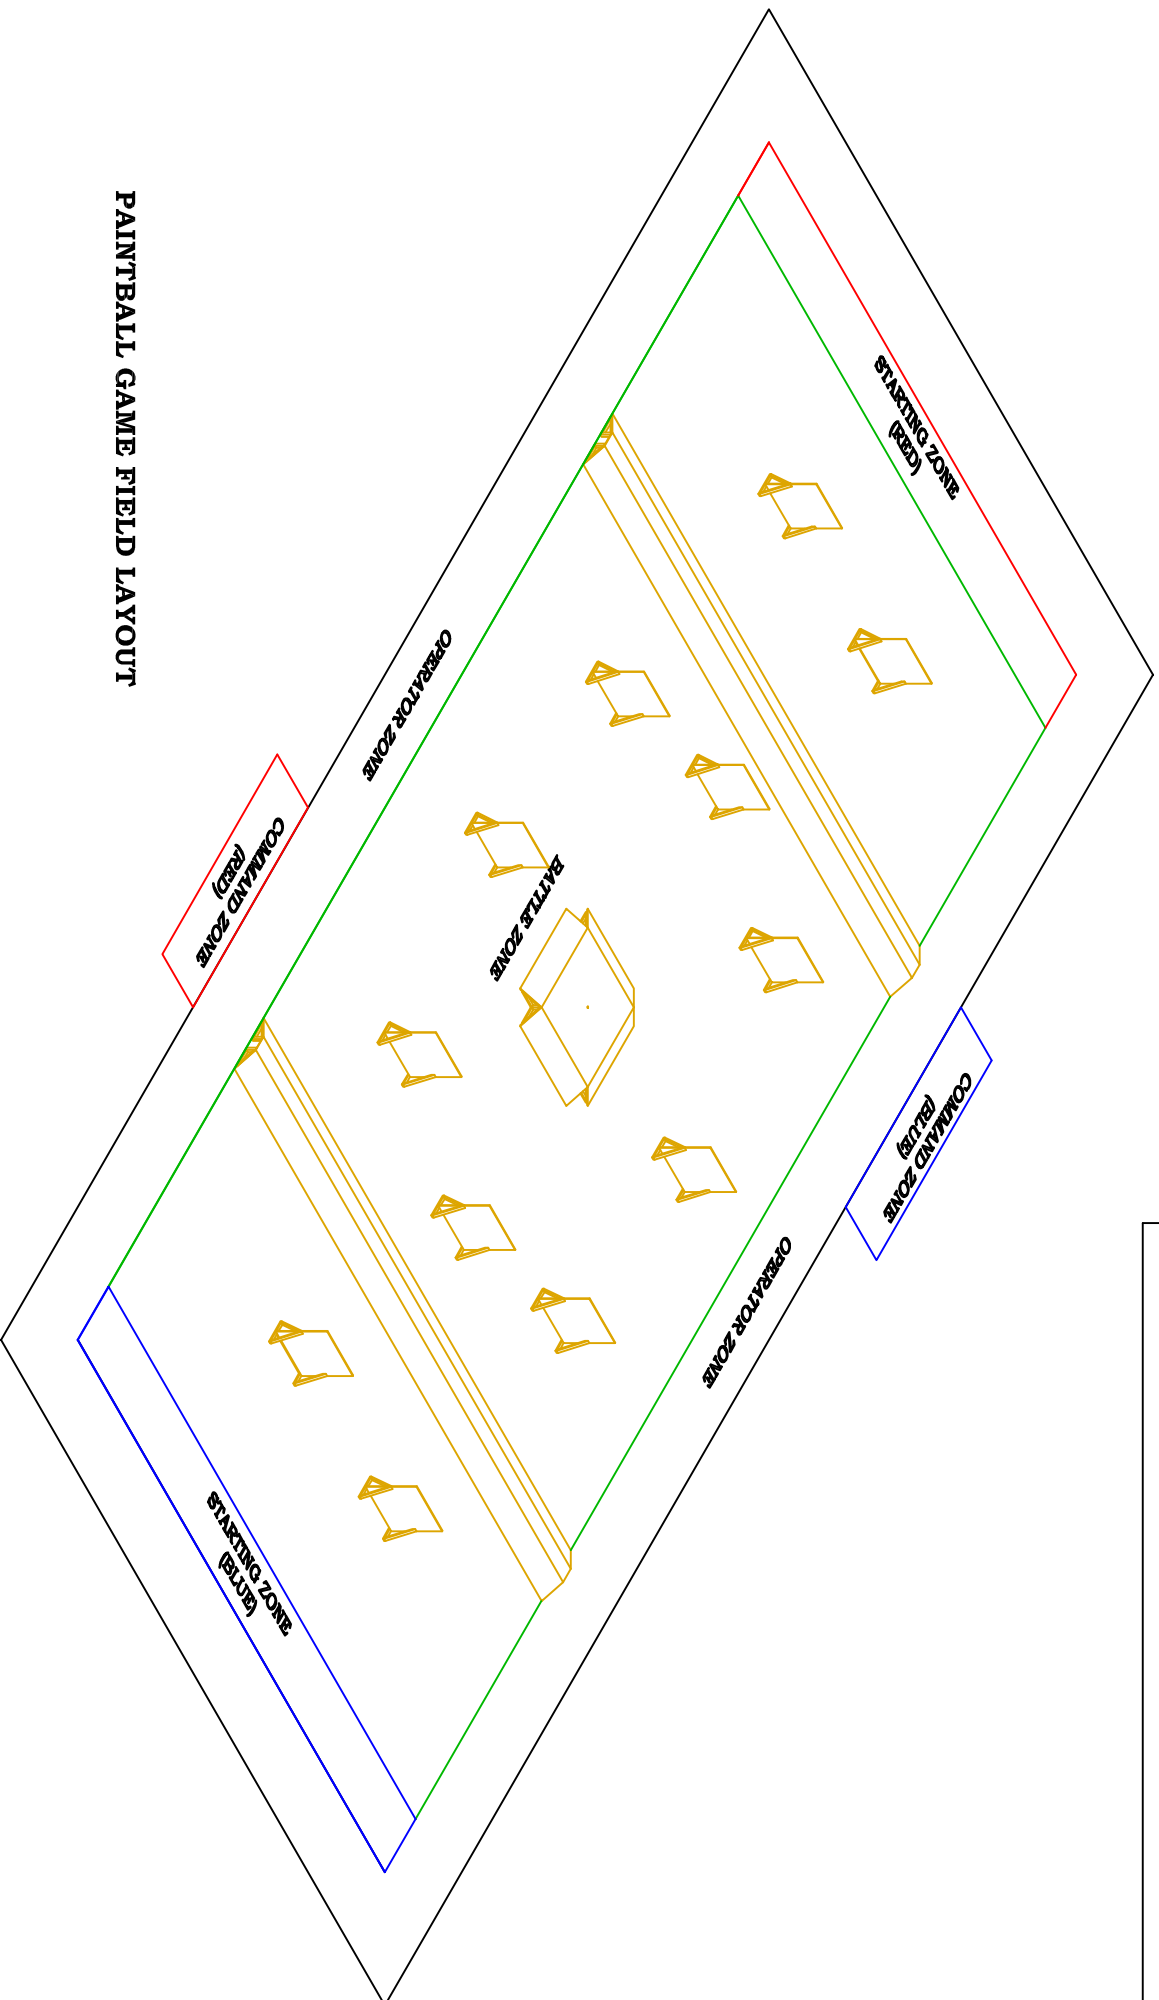 PAINTBALL GAME FIELD LAYOUT
STARTING ZONE
(RED)
OPERATOR ZONE
COMMAND ZONE
(RED)
BATTLE ZONE
COMMAND ZONE
(BLUE)
OPERATOR ZONE
STARTING ZONE
(BLUE)